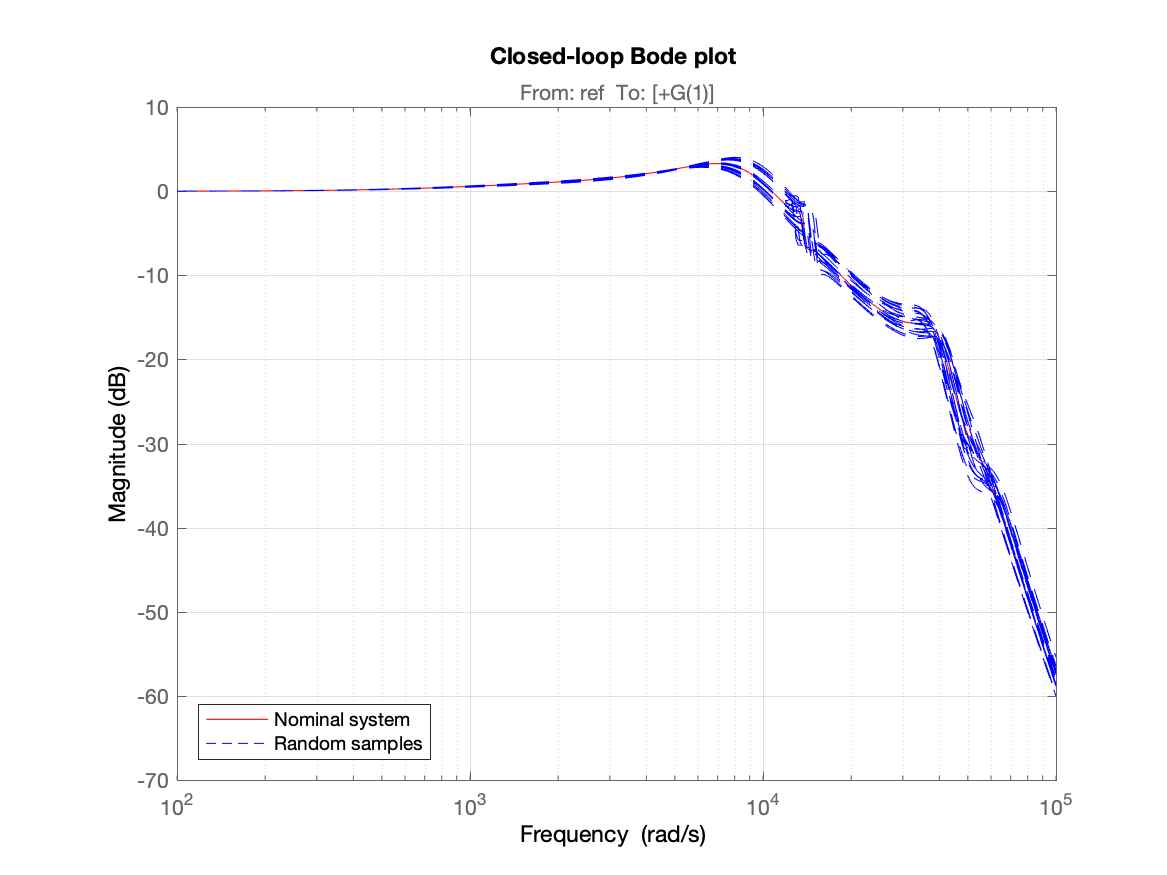 Closed-loop Bode plot
From: ref To: [+G(1)]
10
0
-10
-20
-30
-40
-50
-60
-70
Magnitude (dB)
Nominal system
Random samples
10^2
10^3
10^4
10^5
Frequency (rad/s)